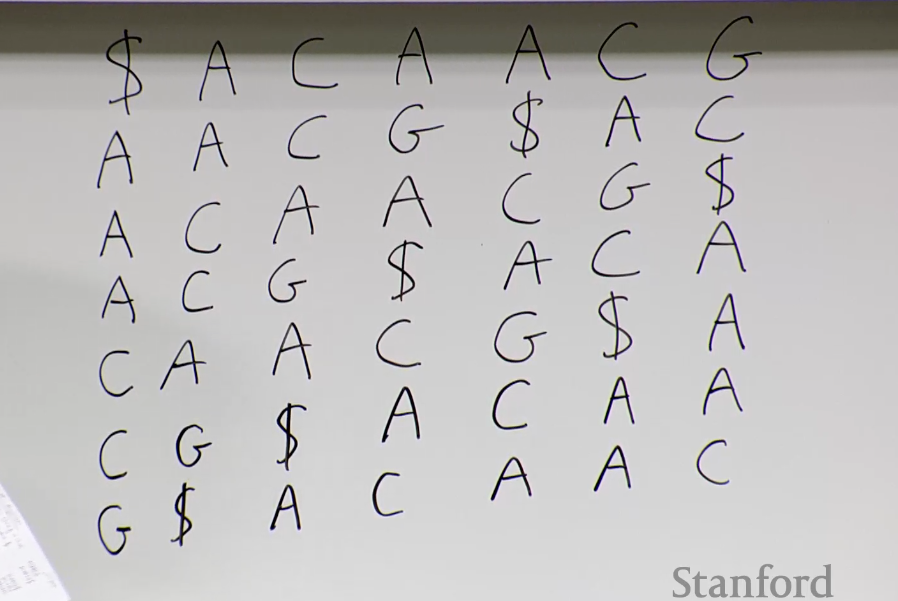 $ A C A A C G
A A C G $ A C
A C A A C G $
A C G $ A C A
C A A C G $ A
C G $ A C A A
G $ A C A A C
Stanford